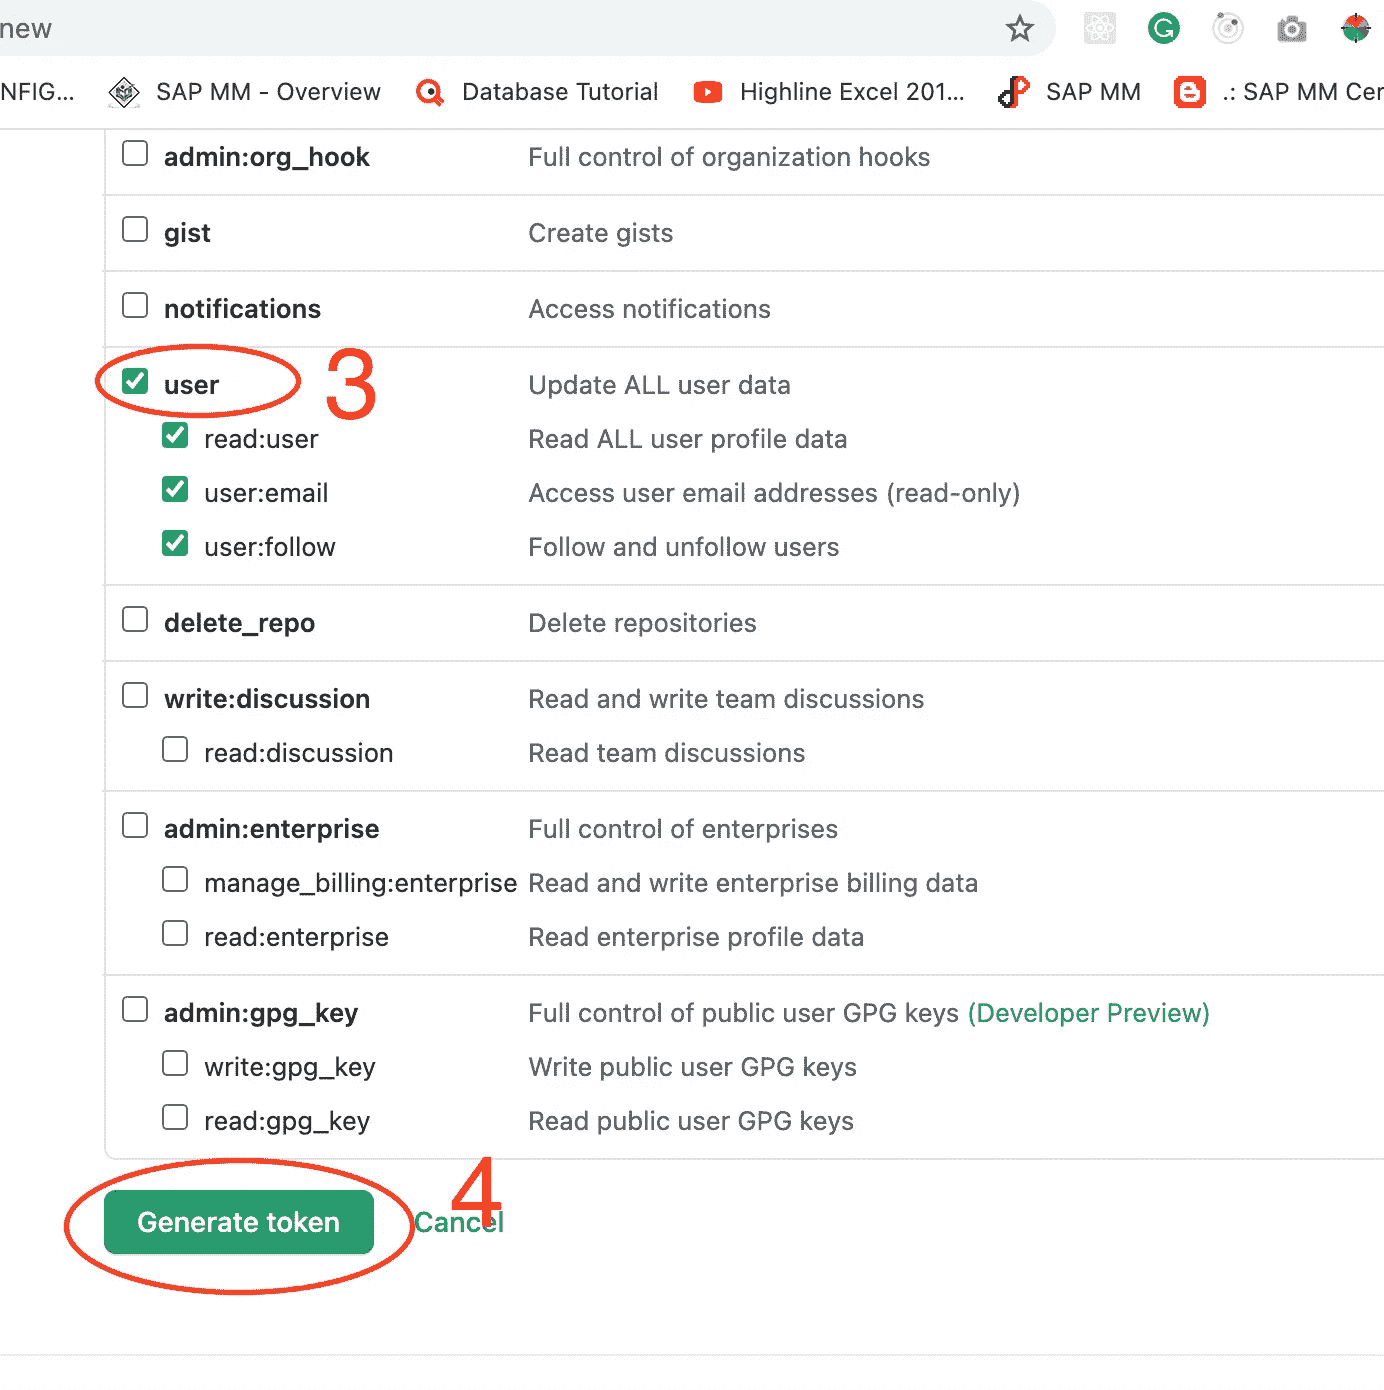 new
NFIG... SAP MM - Overview Database Tutorial Highline Excel 201... SAP MM .: SAP MM Cer
admin:org_hook Full control of organization hooks
gist Create gists
notifications Access notifications
user 3 Update ALL user data
read:user Read ALL user profile data
user:email Access user email addresses (read-only)
user:follow Follow and unfollow users
delete_repo Delete repositories
write:discussion Read and write team discussions
read:discussion Read team discussions
admin:enterprise Full control of enterprises
manage_billing:enterprise Read and write enterprise billing data
read:enterprise Read enterprise profile data
admin:gpg_key Full control of public user GPG keys (Developer Preview)
write:gpg_key Write public user GPG keys
read:gpg_key Read public user GPG keys
4
Generate token Cancel